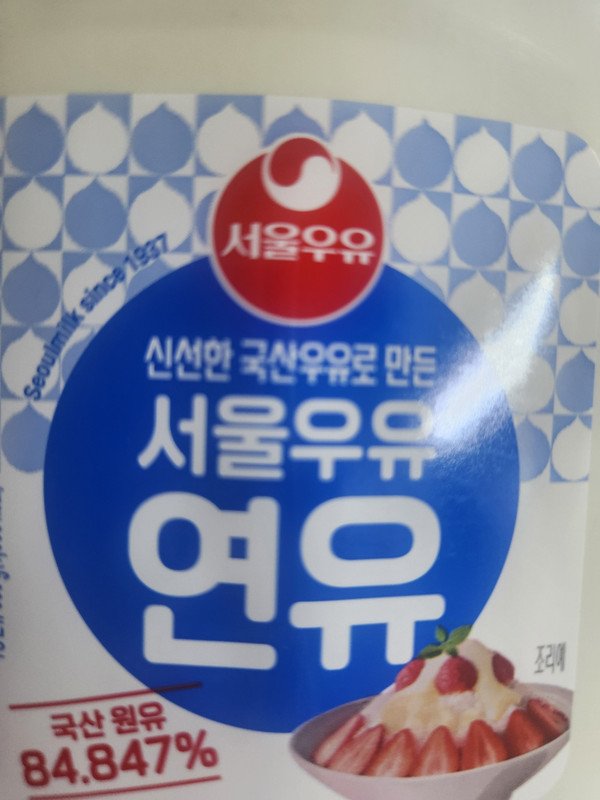 서울우유
Seoulmilk since 1937
신선한 국산우유로 만든
서울우유
연유
조리예
국산 원유
84.847%